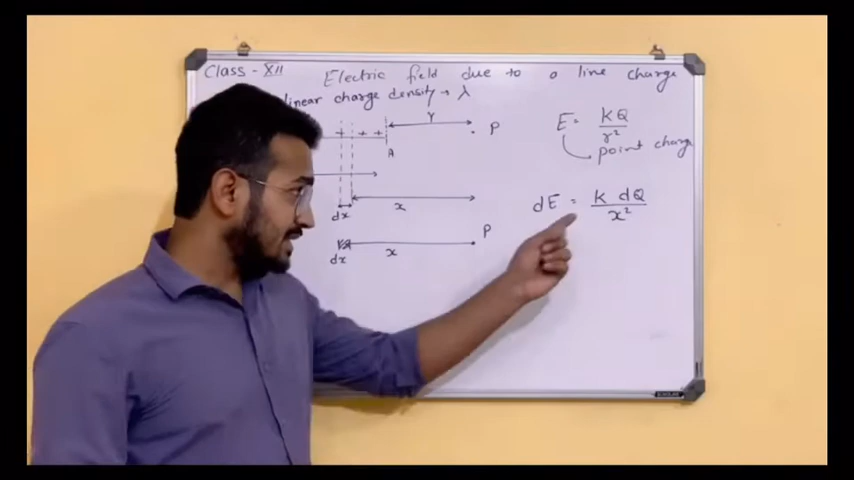 Class - XII Electric field due to a line charge
linear charge density → λ
r
P
E = kQ / r²
point charge
+ + +
A
dx
x
dE = k dQ / x²
P
dx
x